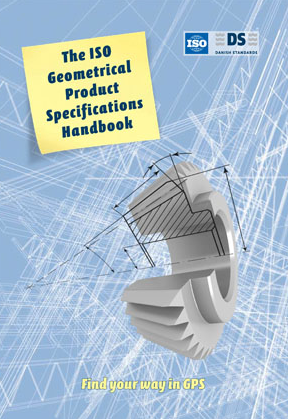 The ISO
Geometrical
Product
Specifications
Handbook
ISO
DS
DANISH STANDARDS
Find your way in GPS